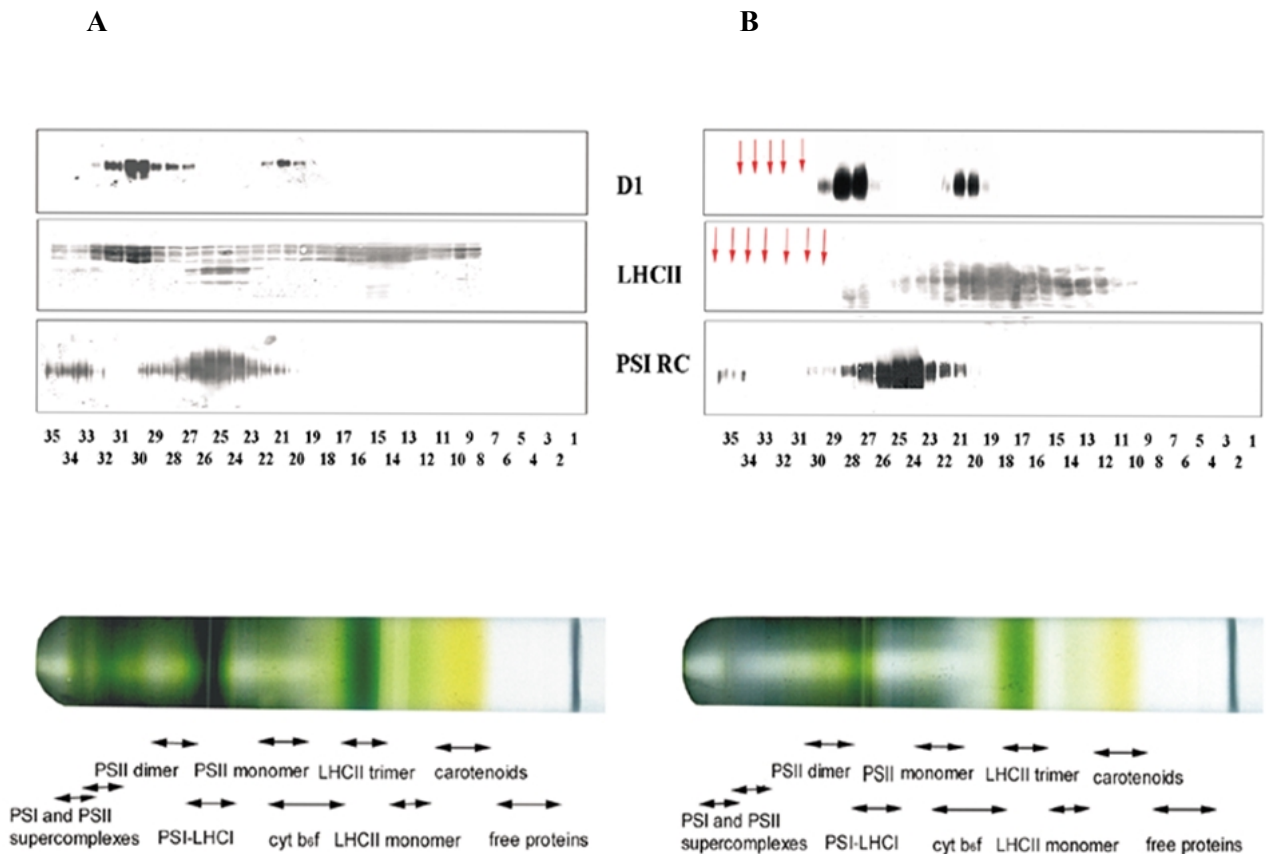 A
B
D1
LHCII
PSI RC
35 33 31 29 27 25 23 21 19 17 15 13 11 9 7 5 3 1
34 32 30 28 26 24 22 20 18 16 14 12 10 8 6 4 2
35 33 31 29 27 25 23 21 19 17 15 13 11 9 7 5 3 1
34 32 30 28 26 24 22 20 18 16 14 12 10 8 6 4 2
PSII dimer PSII monomer LHCII trimer carotenoids
PSI and PSII
supercomplexes PSI-LHCI cyt b6f LHCII monomer free proteins
PSII dimer PSII monomer LHCII trimer carotenoids
PSI and PSII
supercomplexes PSI-LHCI cyt b6f LHCII monomer free proteins